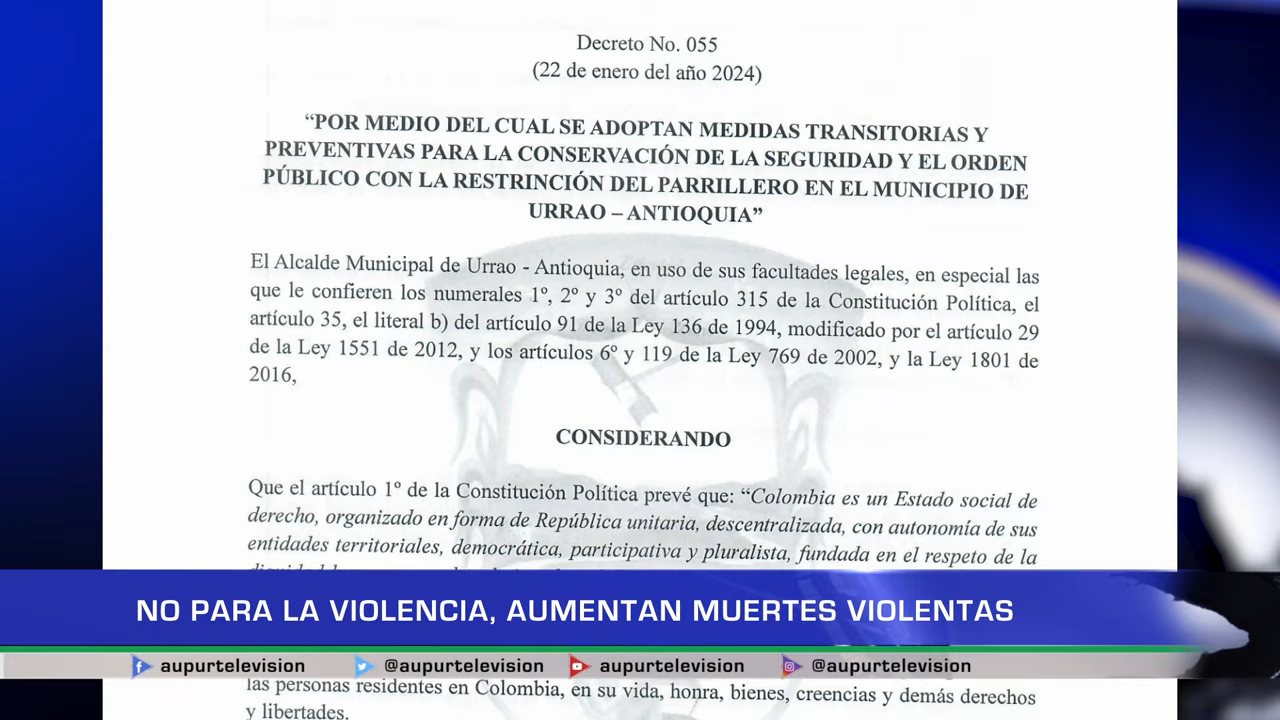 Decreto No. 055
(22 de enero del año 2024)
“POR MEDIO DEL CUAL SE ADOPTAN MEDIDAS TRANSITORIAS Y
PREVENTIVAS PARA LA CONSERVACIÓN DE LA SEGURIDAD Y EL ORDEN
PÚBLICO CON LA RESTRINCIÓN DEL PARRILLERO EN EL MUNICIPIO DE
URRAO – ANTIOQUIA”
El Alcalde Municipal de Urrao - Antioquia, en uso de sus facultades legales, en especial las
que le confieren los numerales 1º, 2º y 3º del artículo 315 de la Constitución Política, el
artículo 35, el literal b) del artículo 91 de la Ley 136 de 1994, modificado por el artículo 29
de la Ley 1551 de 2012, y los artículos 6º y 119 de la Ley 769 de 2002, y la Ley 1801 de
2016,
CONSIDERANDO
Que el artículo 1º de la Constitución Política prevé que: “Colombia es un Estado social de
derecho, organizado en forma de República unitaria, descentralizada, con autonomía de sus
entidades territoriales, democrática, participativa y pluralista, fundada en el respeto de la
NO PARA LA VIOLENCIA, AUMENTAN MUERTES VIOLENTAS
aupurtelevision @aupurtelevision aupurtelevision @aupurtelevision
las personas residentes en Colombia, en su vida, honra, bienes, creencias y demás derechos
y libertades.